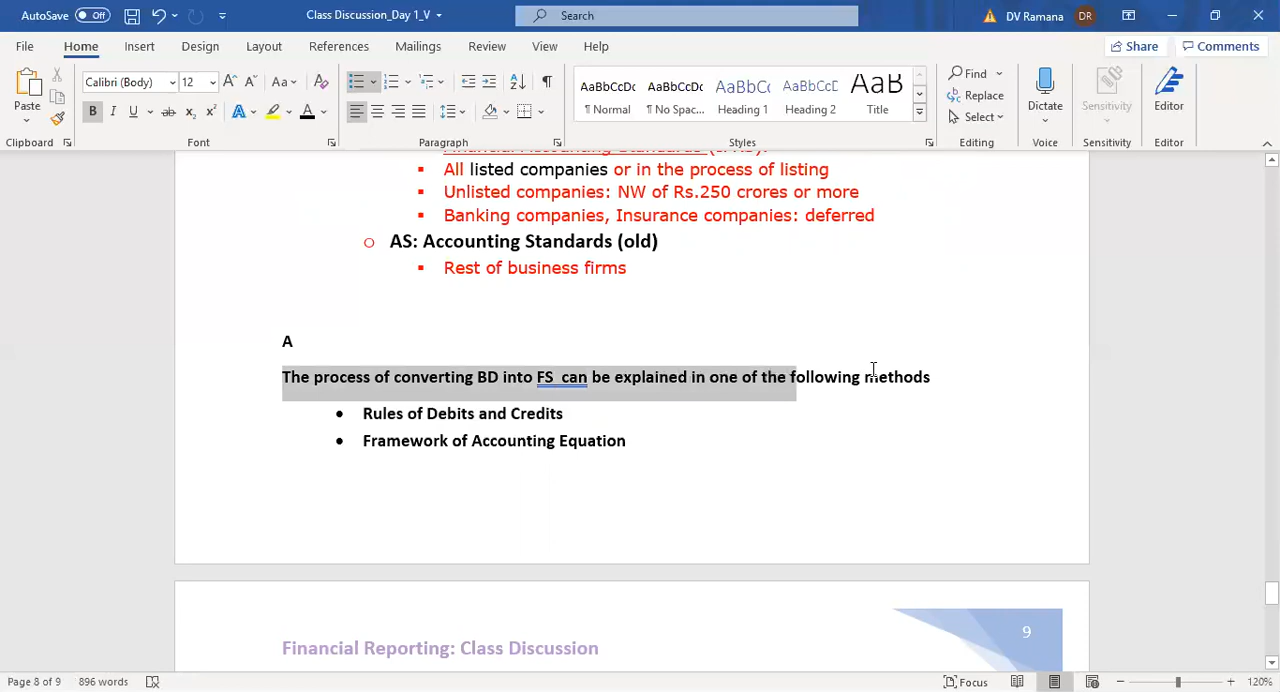 AutoSave Off Class Discussion_Day 1_V Search DV Ramana DR
File Home Insert Design Layout References Mailings Review View Help Share Comments
Paste Calibri (Body) 12 A A Aa A AaBbCcDc AaBbCcDc AaBbCc AaBbCcD AaB Find Replace Select Dictate Sensitivity Editor
B I U ab x₂ x² A A ¶ Normal ¶ No Spac... Heading 1 Heading 2 Title
Clipboard Font Paragraph Styles Editing Voice Sensitivity Editor
All listed companies or in the process of listing
Unlisted companies: NW of Rs.250 crores or more
Banking companies, Insurance companies: deferred
o AS: Accounting Standards (old)
Rest of business firms
A
The process of converting BD into FS can be explained in one of the following methods
• Rules of Debits and Credits
• Framework of Accounting Equation
9
Financial Reporting: Class Discussion
Page 8 of 9 896 words Focus 120%